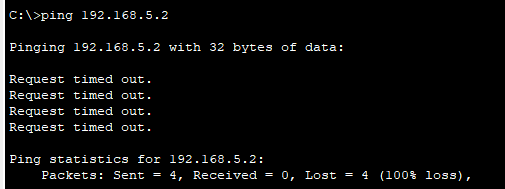 C:\>ping 192.168.5.2
Pinging 192.168.5.2 with 32 bytes of data:
Request timed out.
Request timed out.
Request timed out.
Request timed out.
Ping statistics for 192.168.5.2:
    Packets: Sent = 4, Received = 0, Lost = 4 (100% loss),